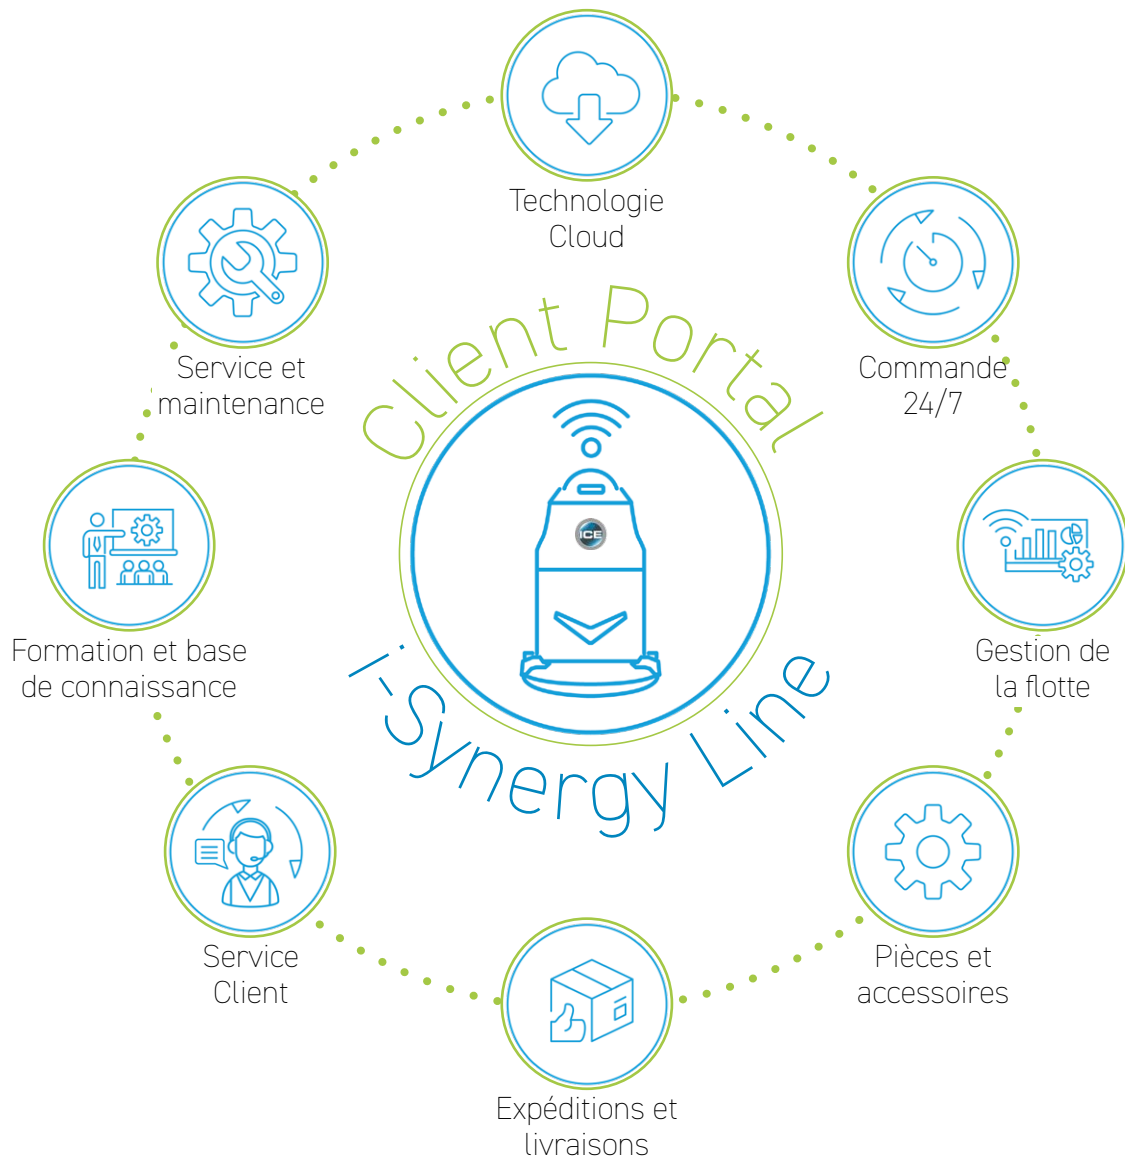 Technologie
Cloud
Service et
maintenance
Commande
24/7
Client Portal
iCE
i-Synergy Line
Formation et base
de connaissance
Gestion de
la flotte
Service
Client
Pièces et
accessoires
Expéditions et
livraisons